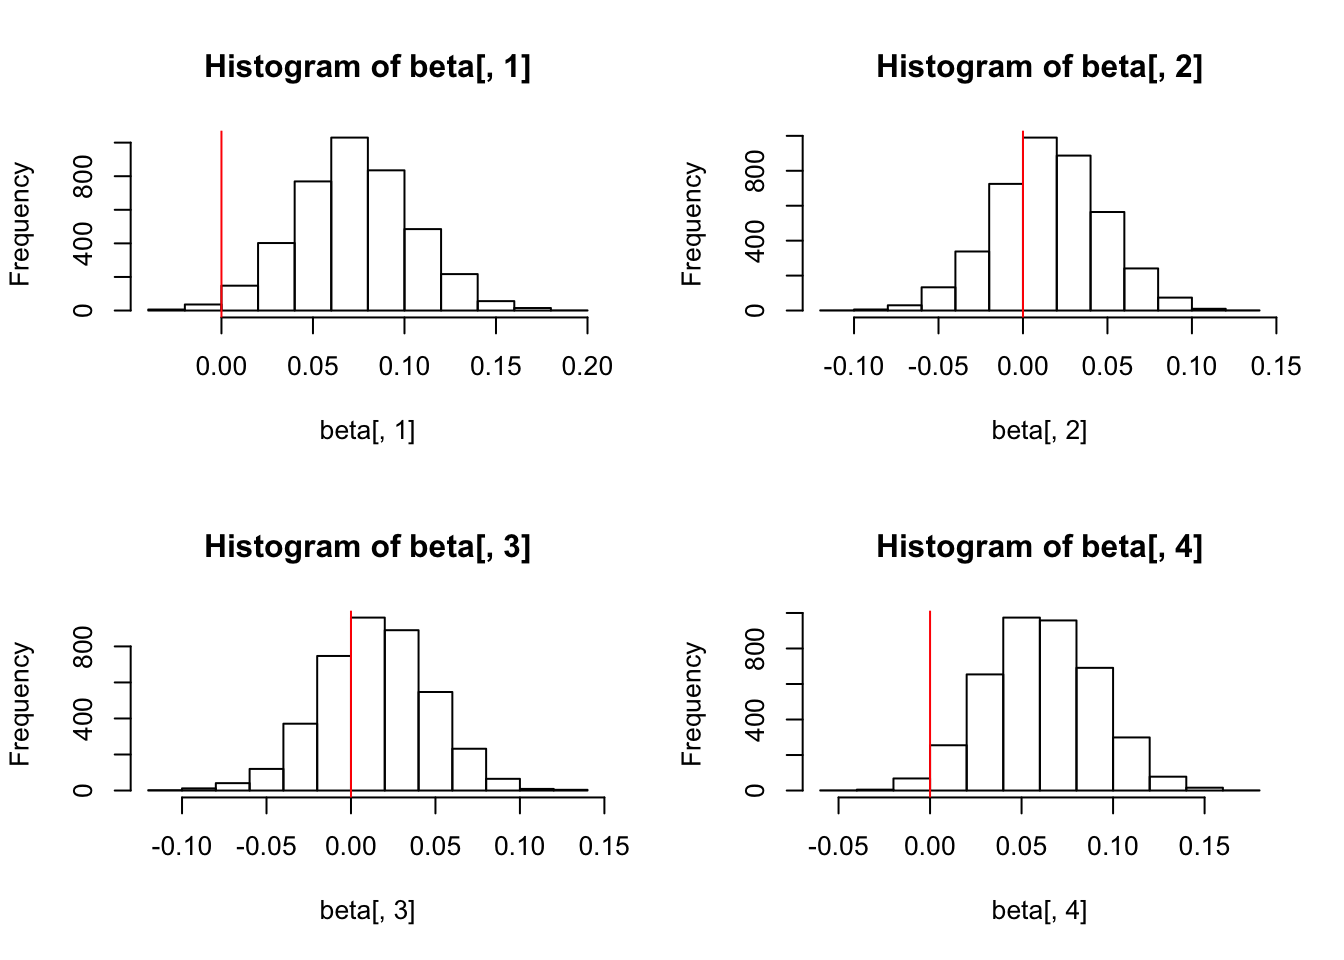 Histogram of beta[, 1]
Frequency
0 400 800
0.00 0.05 0.10 0.15 0.20
beta[, 1]
Histogram of beta[, 2]
Frequency
0 400 800
-0.10 -0.05 0.00 0.05 0.10 0.15
beta[, 2]
Histogram of beta[, 3]
Frequency
0 400 800
-0.10 -0.05 0.00 0.05 0.10 0.15
beta[, 3]
Histogram of beta[, 4]
Frequency
0 400 800
-0.05 0.00 0.05 0.10 0.15
beta[, 4]